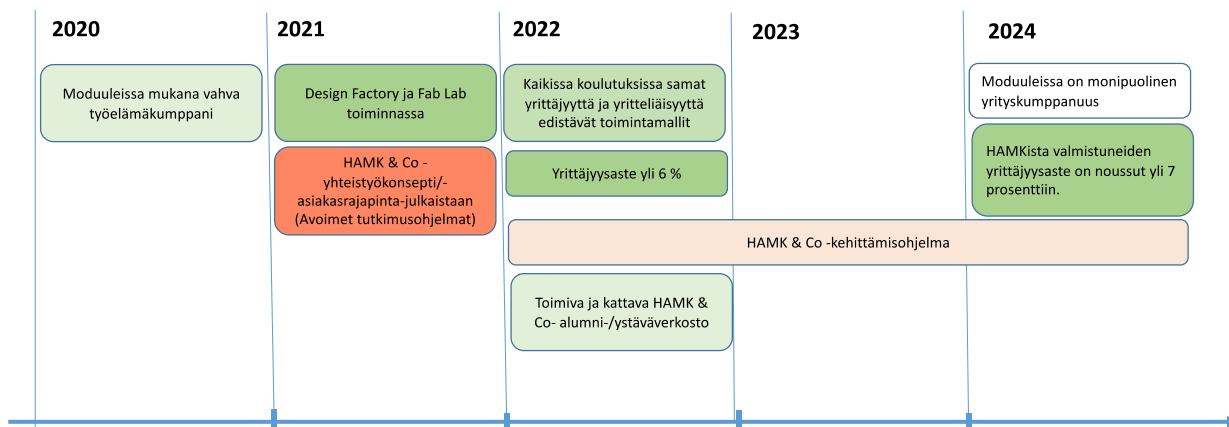 2020
2021
2022
2023
2024
Moduuleissa mukana vahva
työelämäkumppani
Design Factory ja Fab Lab
toiminnassa
HAMK & Co -
yhteistyökonsepti/-
asiakasrajapinta-julkaistaan
(Avoimet tutkimusohjelmat)
Kaikissa koulutuksissa samat
yrittäjyyttä ja yritteliäisyyttä
edistävät toimintamallit
Yrittäjyysaste yli 6 %
Moduuleissa on monipuolinen
yrityskumppanuus
HAMKista valmistuneiden
yrittäjyysaste on noussut yli 7
prosenttiin.
HAMK & Co -kehittämisohjelma
Toimiva ja kattava HAMK &
Co- alumni-/ystäväverkosto